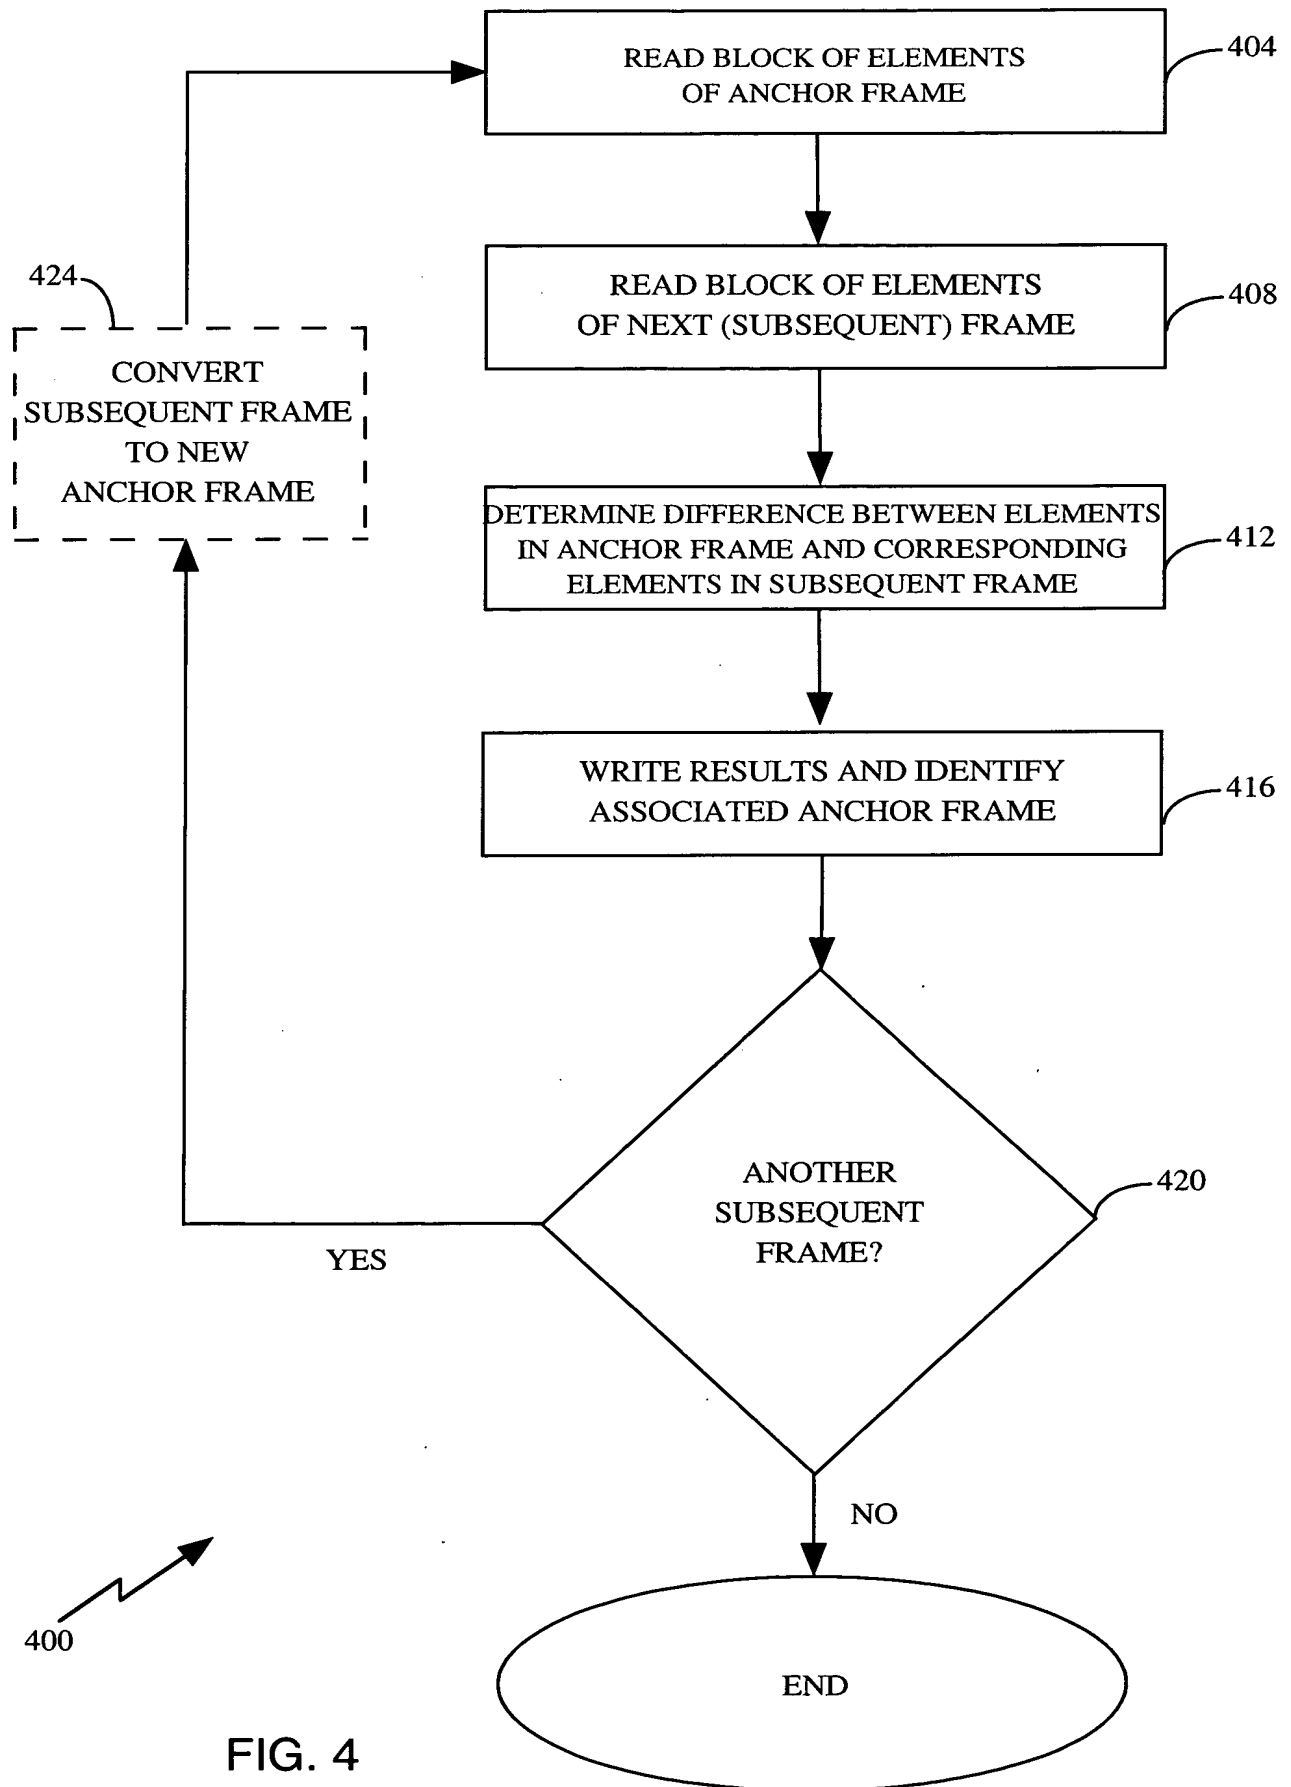 READ BLOCK OF ELEMENTS
OF ANCHOR FRAME
404
READ BLOCK OF ELEMENTS
OF NEXT (SUBSEQUENT) FRAME
408
424
CONVERT
SUBSEQUENT FRAME
TO NEW
ANCHOR FRAME
DETERMINE DIFFERENCE BETWEEN ELEMENTS
IN ANCHOR FRAME AND CORRESPONDING
ELEMENTS IN SUBSEQUENT FRAME
412
WRITE RESULTS AND IDENTIFY
ASSOCIATED ANCHOR FRAME
416
ANOTHER
SUBSEQUENT
FRAME?
420
YES
NO
400
END
FIG. 4